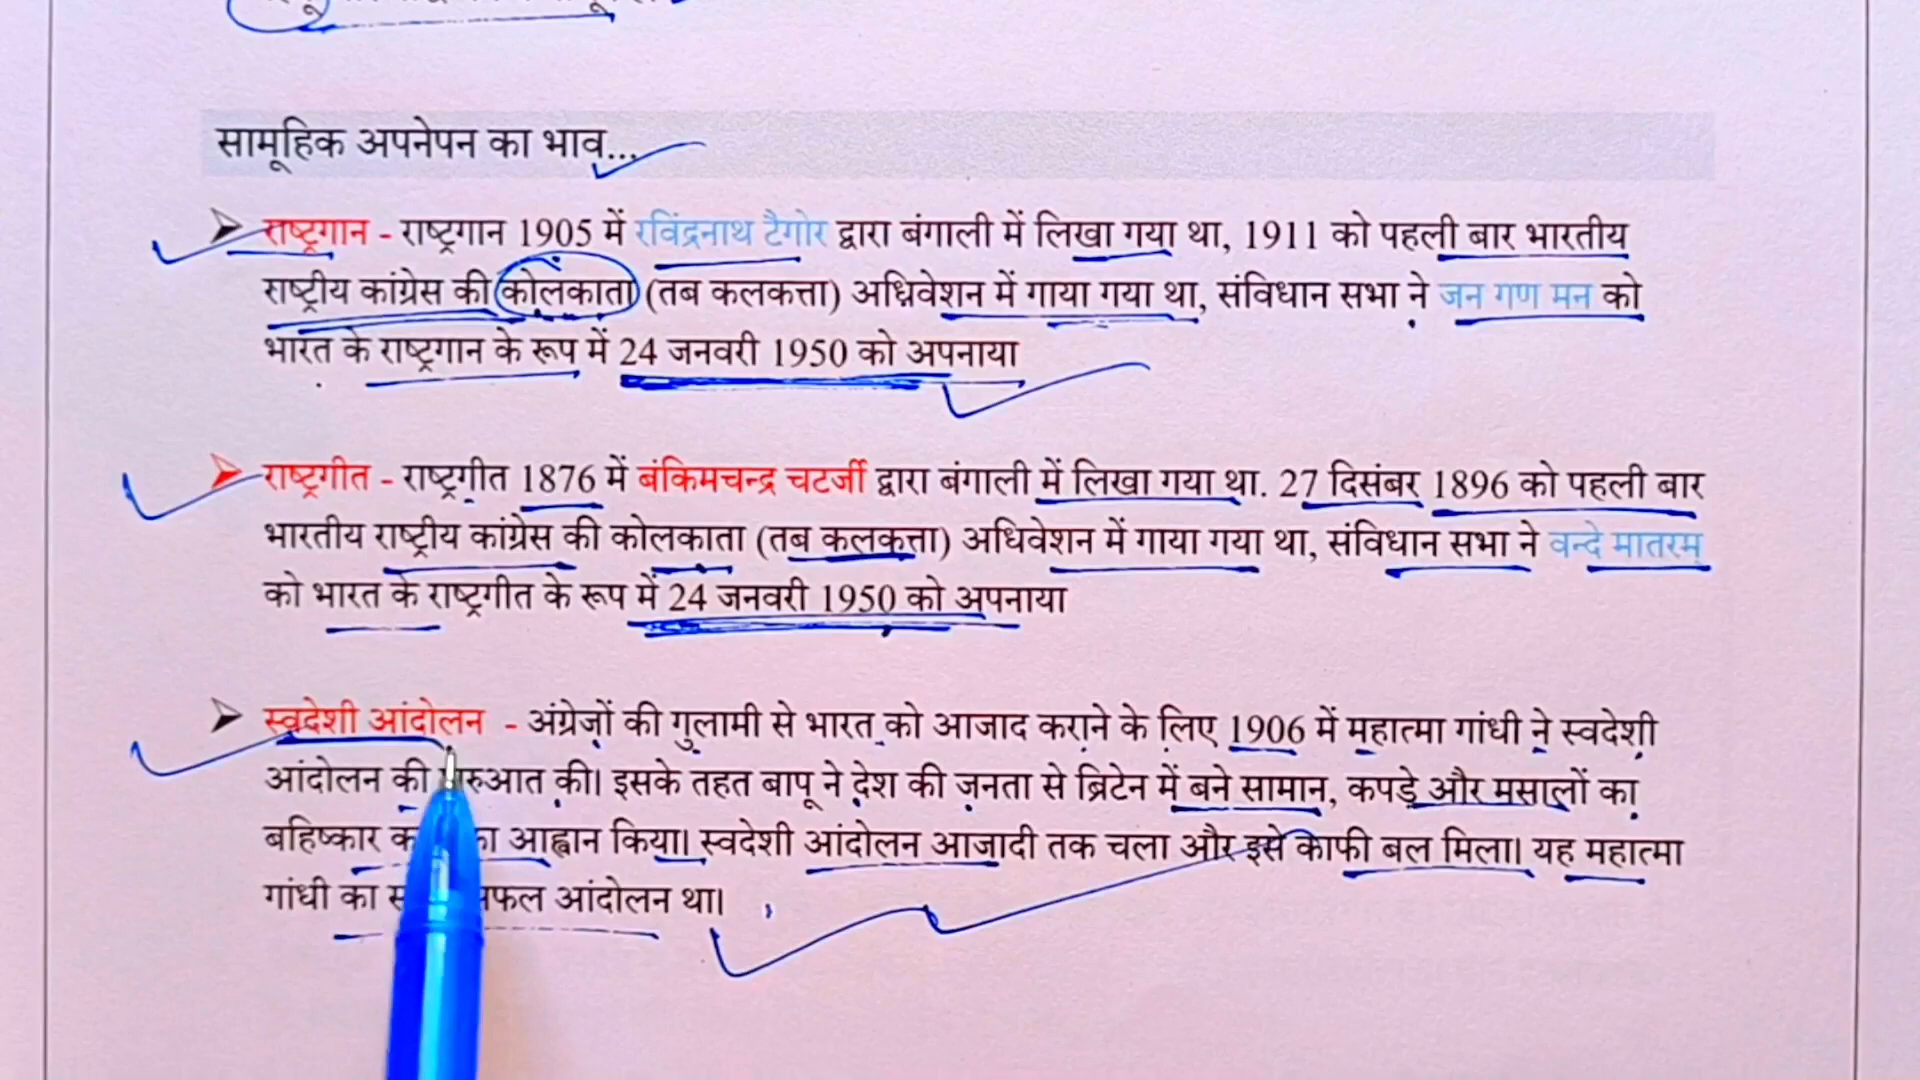 सामूहिक अपनेपन का भाव...
राष्ट्रगान - राष्ट्रगान 1905 में रविंद्रनाथ टैगोर द्वारा बंगाली में लिखा गया था, 1911 को पहली बार भारतीय
राष्ट्रीय कांग्रेस की कोलकाता (तब कलकत्ता) अधिवेशन में गाया गया था, संविधान सभा ने जन गण मन को
भारत के राष्ट्रगान के रूप में 24 जनवरी 1950 को अपनाया
राष्ट्रगीत - राष्ट्रगीत 1876 में बंकिमचन्द्र चटर्जी द्वारा बंगाली में लिखा गया था. 27 दिसंबर 1896 को पहली बार
भारतीय राष्ट्रीय कांग्रेस की कोलकाता (तब कलकत्ता) अधिवेशन में गाया गया था, संविधान सभा ने वन्दे मातरम्
को भारत के राष्ट्रगीत के रूप में 24 जनवरी 1950 को अपनाया
स्वदेशी आंदोलन - अंग्रेजों की गुलामी से भारत को आजाद कराने के लिए 1906 में महात्मा गांधी ने स्वदेशी
आंदोलन की की। इसके तहत बापू ने देश की जनता से ब्रिटेन में बने सामान, कपड़े और मसालों का
बहिष्कार आह्वान किया। स्वदेशी आंदोलन आजादी तक चला और इसे काफी बल मिला। यह महात्मा
गांधी का आंदोलन था।